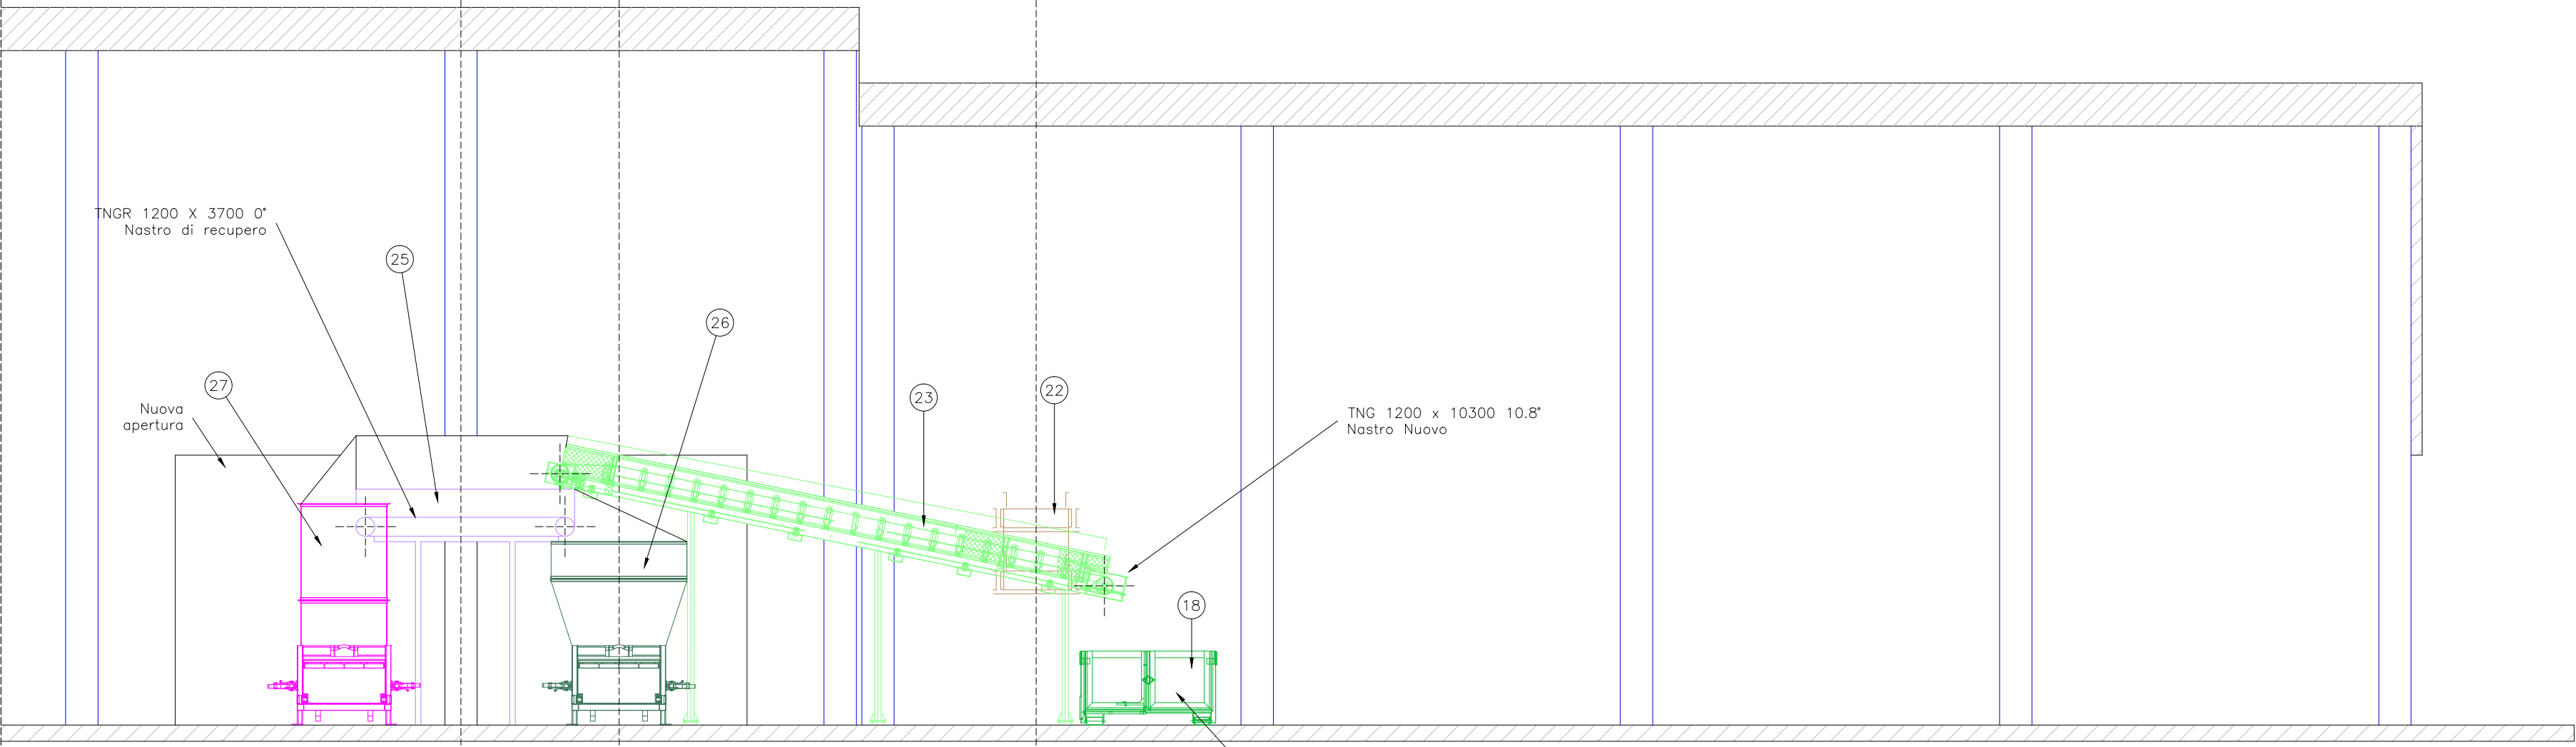 TNGR 1200 X 3700 0°
Nastro di recupero
25
26
27
23
22
Nuova
apertura
TNG 1200 x 10300 10.8°
Nastro Nuovo
18